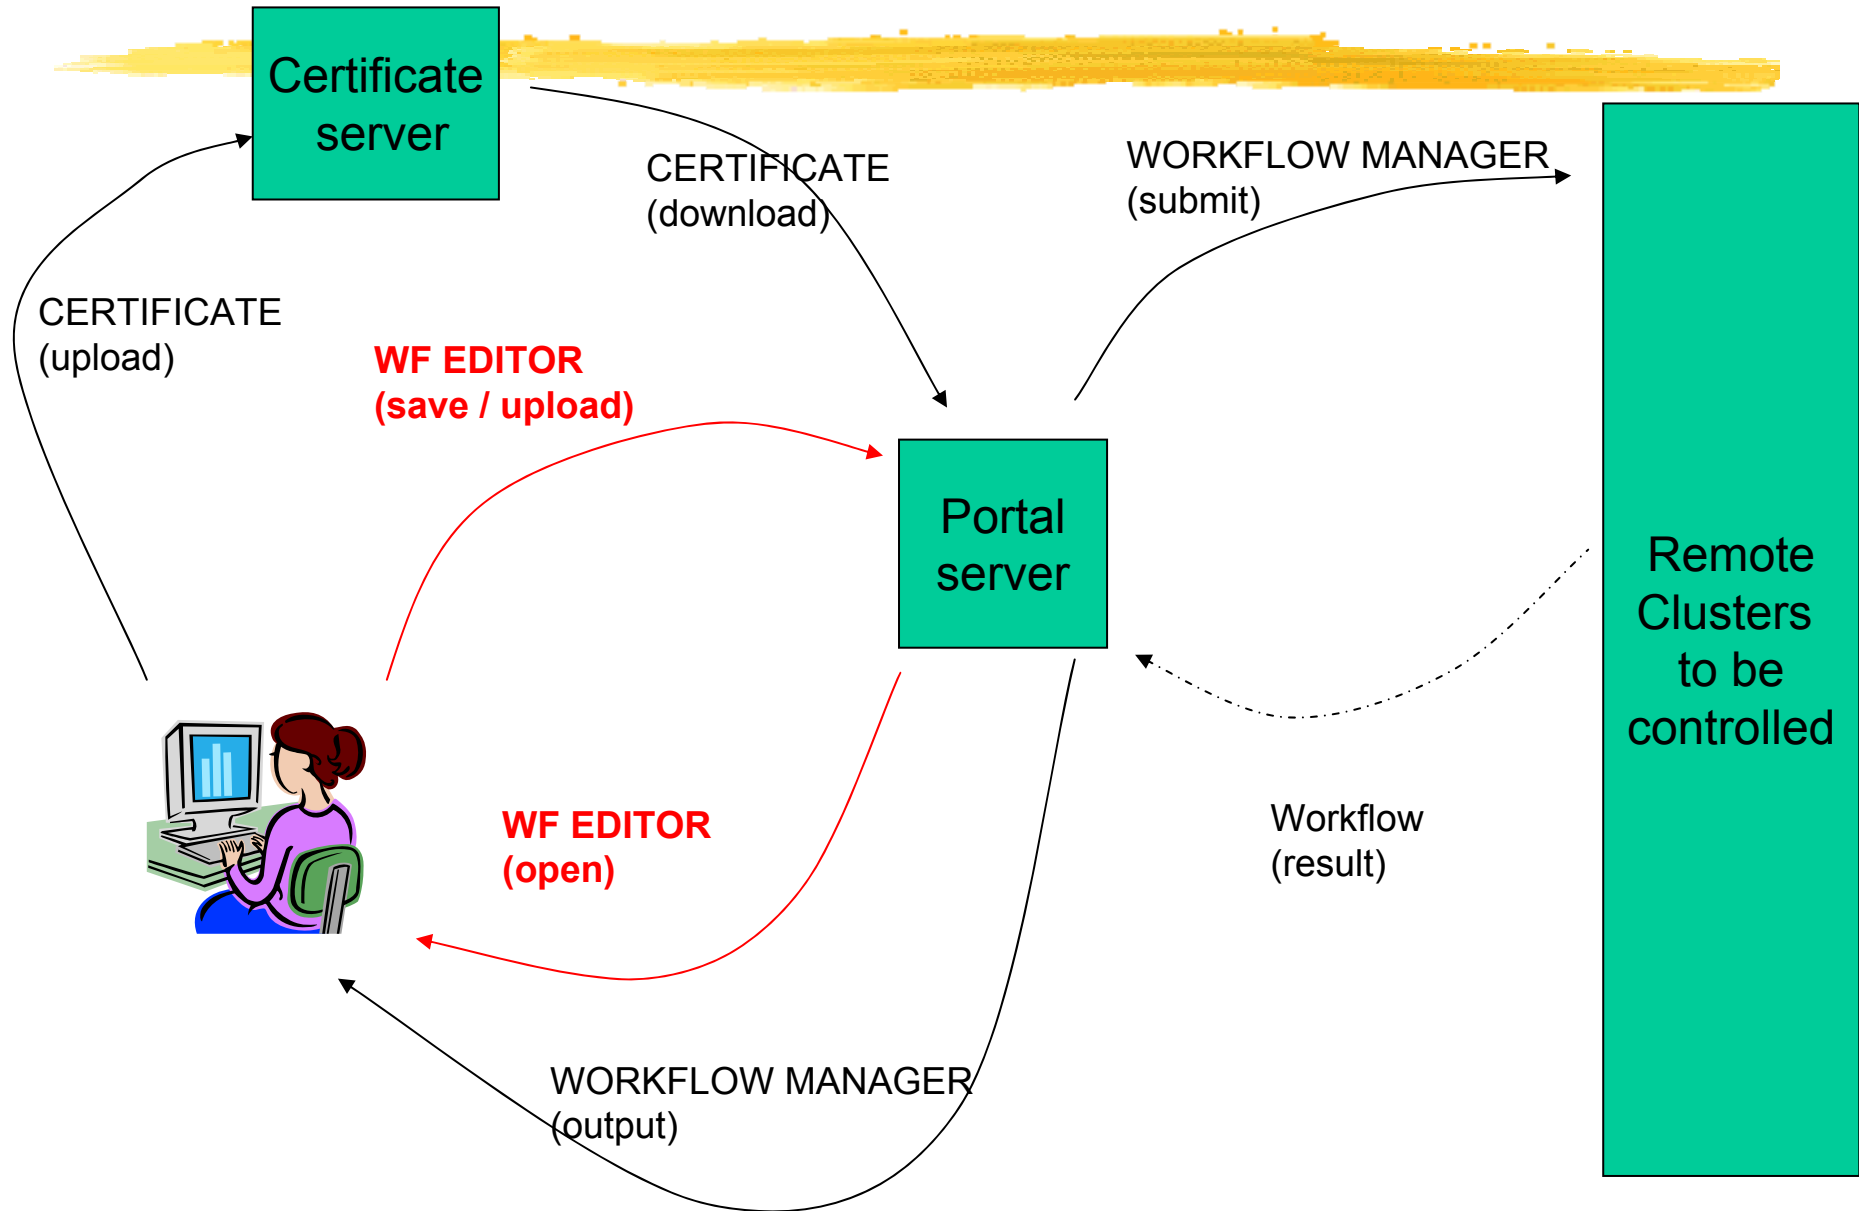 Certificate
server
CERTIFICATE
(download)
WORKFLOW MANAGER
(submit)
CERTIFICATE
(upload)
WF EDITOR
(save / upload)
Portal
server
Remote
Clusters
to be
controlled
WF EDITOR
(open)
Workflow
(result)
WORKFLOW MANAGER
(output)